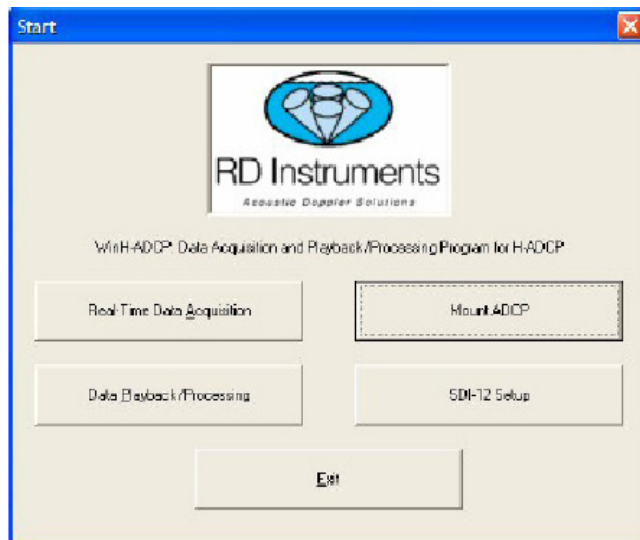 Start
RD Instruments
Acoustic Doppler Solutions
WinH-ADCP: Data Acquisition and Playback/Processing Program for H-ADCP
Real-Time Data Acquisition
Mount ADCP
Data Playback/Processing
SDI-12 Setup
Exit